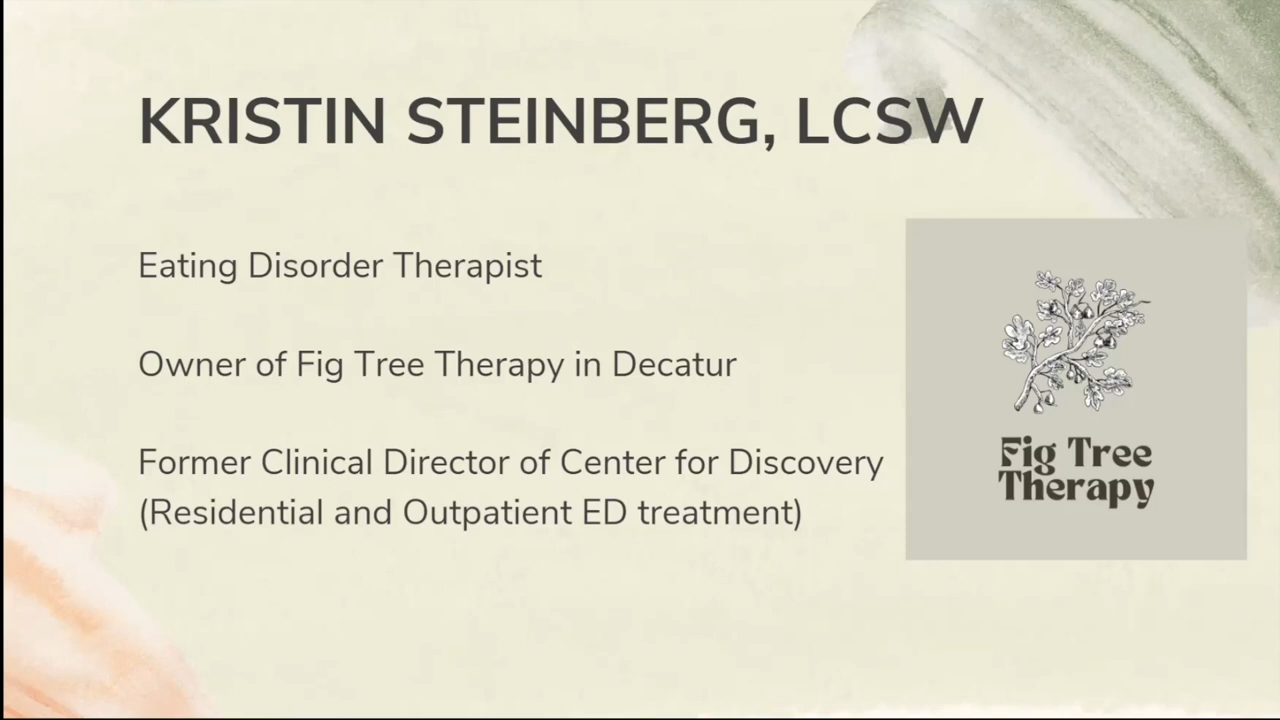 KRISTIN STEINBERG, LCSW
Eating Disorder Therapist
Owner of Fig Tree Therapy in Decatur
Former Clinical Director of Center for Discovery
(Residential and Outpatient ED treatment)
Fig Tree
Therapy